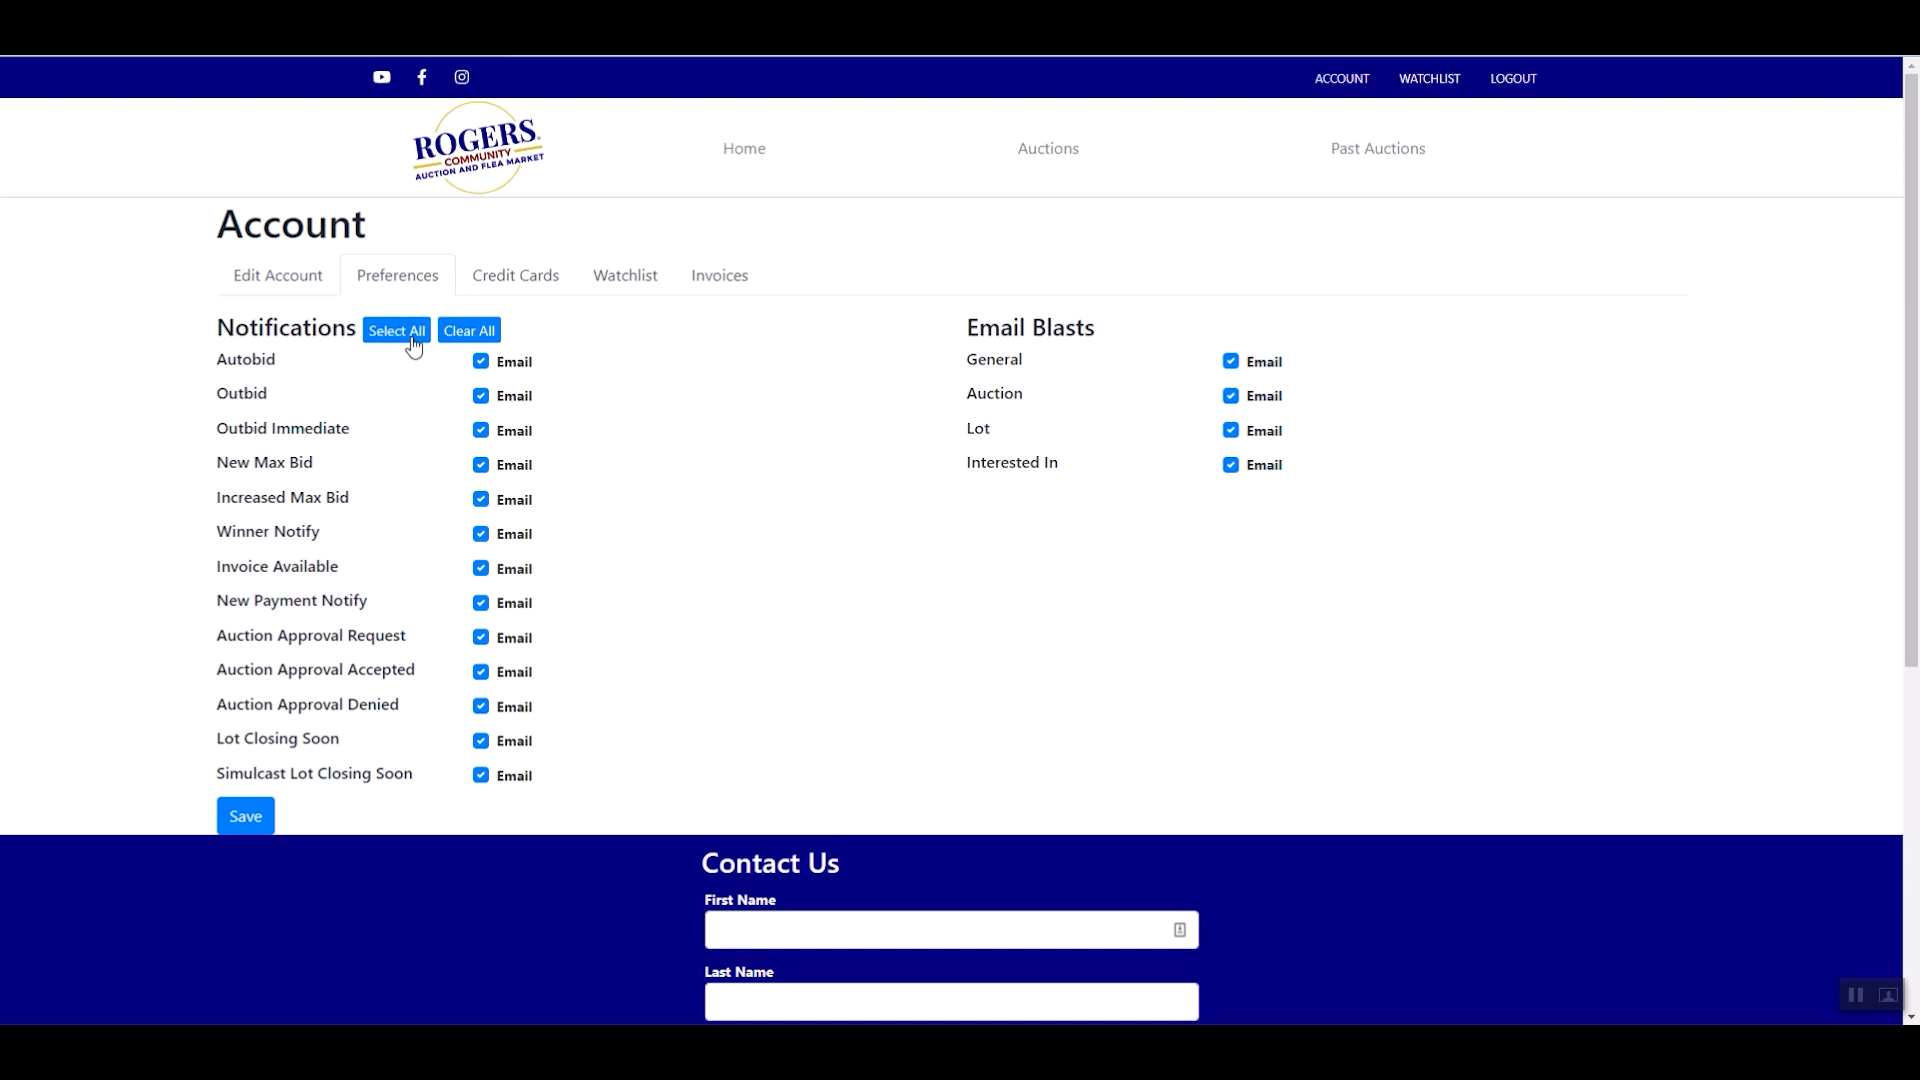 ACCOUNT WATCHLIST LOGOUT
ROGERS
COMMUNITY
AUCTION AND FLEA MARKET
Home Auctions Past Auctions
Account
Edit Account Preferences Credit Cards Watchlist Invoices
Notifications Select All Clear All
Autobid Email
Outbid Email
Outbid Immediate Email
New Max Bid Email
Increased Max Bid Email
Winner Notify Email
Invoice Available Email
New Payment Notify Email
Auction Approval Request Email
Auction Approval Accepted Email
Auction Approval Denied Email
Lot Closing Soon Email
Simulcast Lot Closing Soon Email
Save
Email Blasts
General Email
Auction Email
Lot Email
Interested In Email
Contact Us
First Name
Last Name